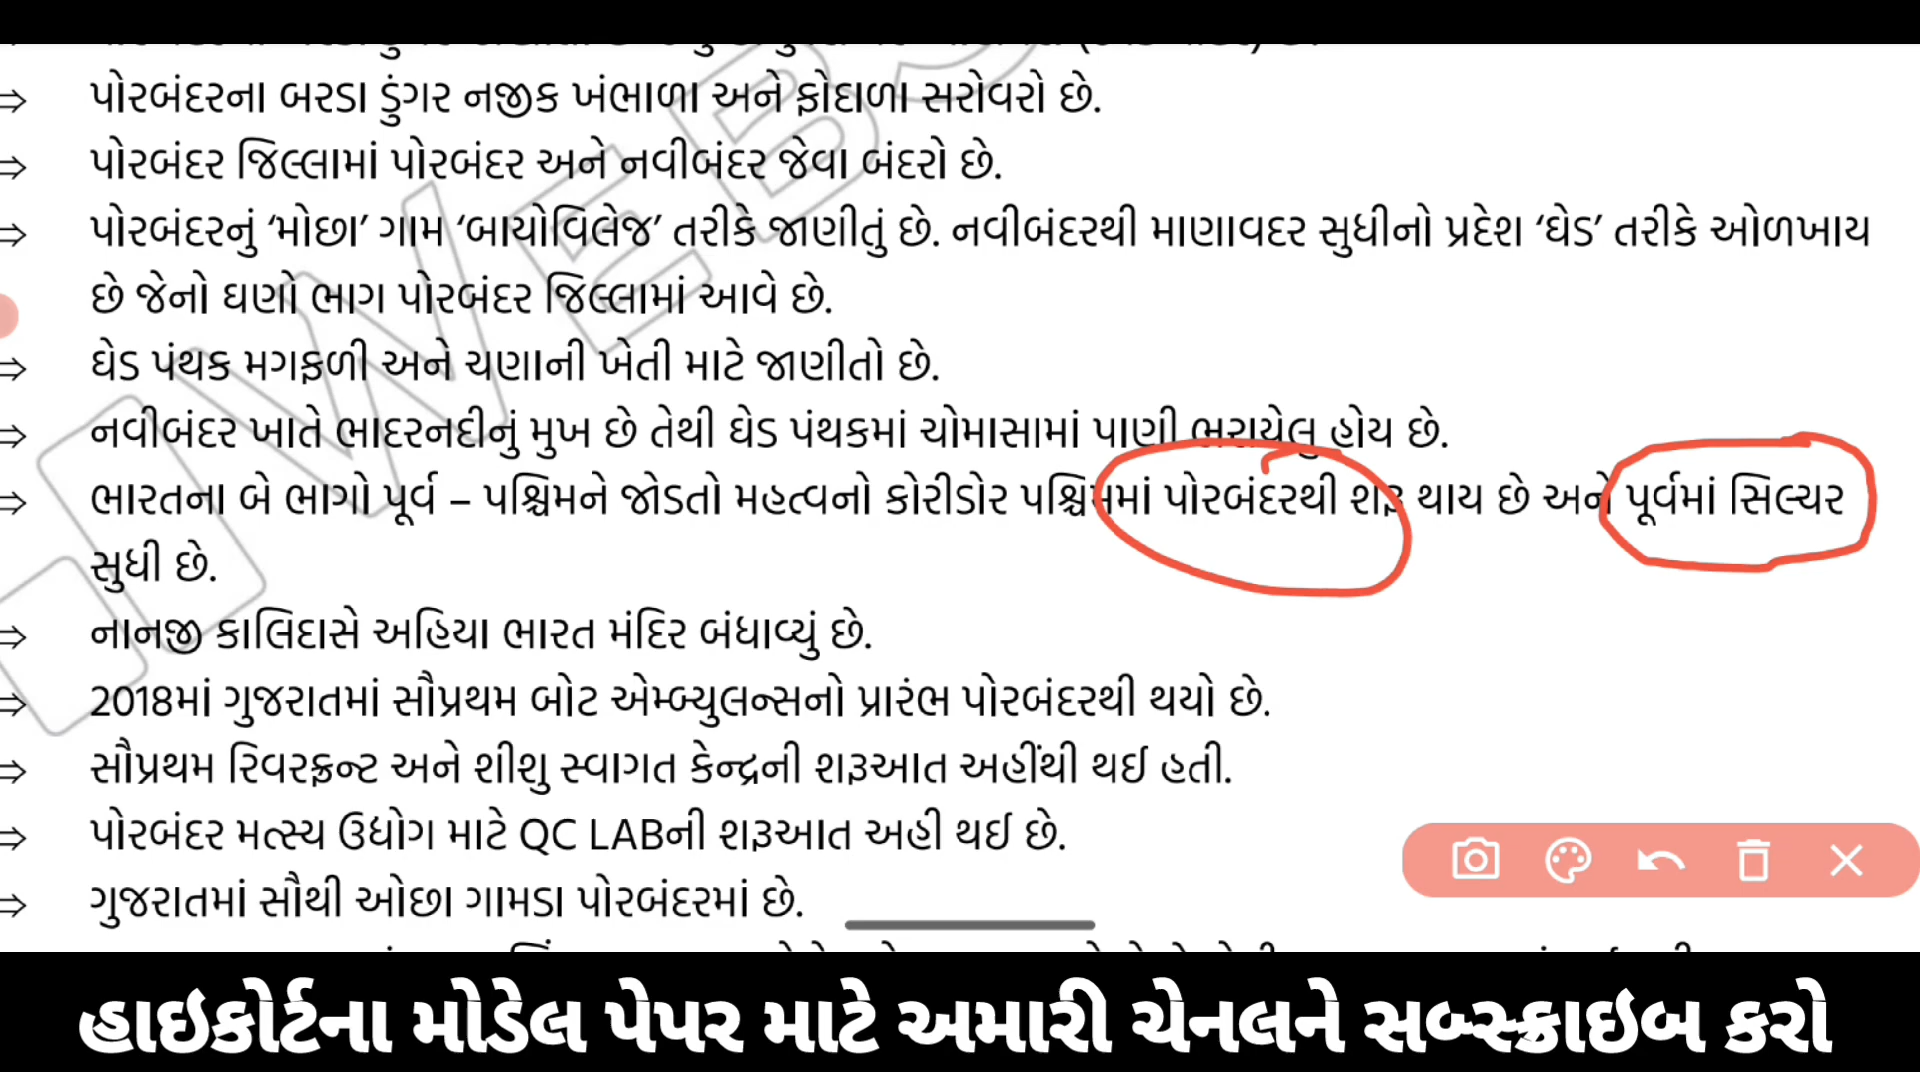 ⇒ પોરબંદરના બરડા ડુંગર નજીક ખંભાળા અને ફોદાળા સરોવરો છે.
⇒ પોરબંદર જિલ્લામાં પોરબંદર અને નવીબંદર જેવા બંદરો છે.
⇒ પોરબંદરનું ‘મોછા’ ગામ ‘બાયોવિલેજ’ તરીકે જાણીતું છે. નવીબંદરથી માણાવદર સુધીનો પ્રદેશ ‘ઘેડ’ તરીકે ઓળખાય
છે જેનો ઘણો ભાગ પોરબંદર જિલ્લામાં આવે છે.
⇒ ઘેડ પંથક મગફળી અને ચણાની ખેતી માટે જાણીતો છે.
⇒ નવીબંદર ખાતે ભાદરનદીનું મુખ છે તેથી ઘેડ પંથકમાં ચોમાસામાં પાણી ભરાયેલુ હોય છે.
⇒ ભારતના બે ભાગો પૂર્વ – પશ્ચિમને જોડતો મહત્વનો કોરીડોર પશ્ચિમમાં પોરબંદરથી શરૂ થાય છે અને પૂર્વમાં સિલ્ચર
સુધી છે.
⇒ નાનજી કાલિદાસે અહિયા ભારત મંદિર બંધાવ્યું છે.
⇒ 2018માં ગુજરાતમાં સૌપ્રથમ બોટ એમ્બ્યુલન્સનો પ્રારંભ પોરબંદરથી થયો છે.
⇒ સૌપ્રથમ રિવરફ્રન્ટ અને શીશુ સ્વાગત કેન્દ્રની શરૂઆત અહીંથી થઈ હતી.
⇒ પોરબંદર મત્સ્ય ઉદ્યોગ માટે QC LABની શરૂઆત અહી થઈ છે.
⇒ ગુજરાતમાં સૌથી ઓછા ગામડા પોરબંદરમાં છે.
હાઇકોર્ટના મોડેલ પેપર માટે અમારી ચેનલને સબ્સ્ક્રાઇબ કરો